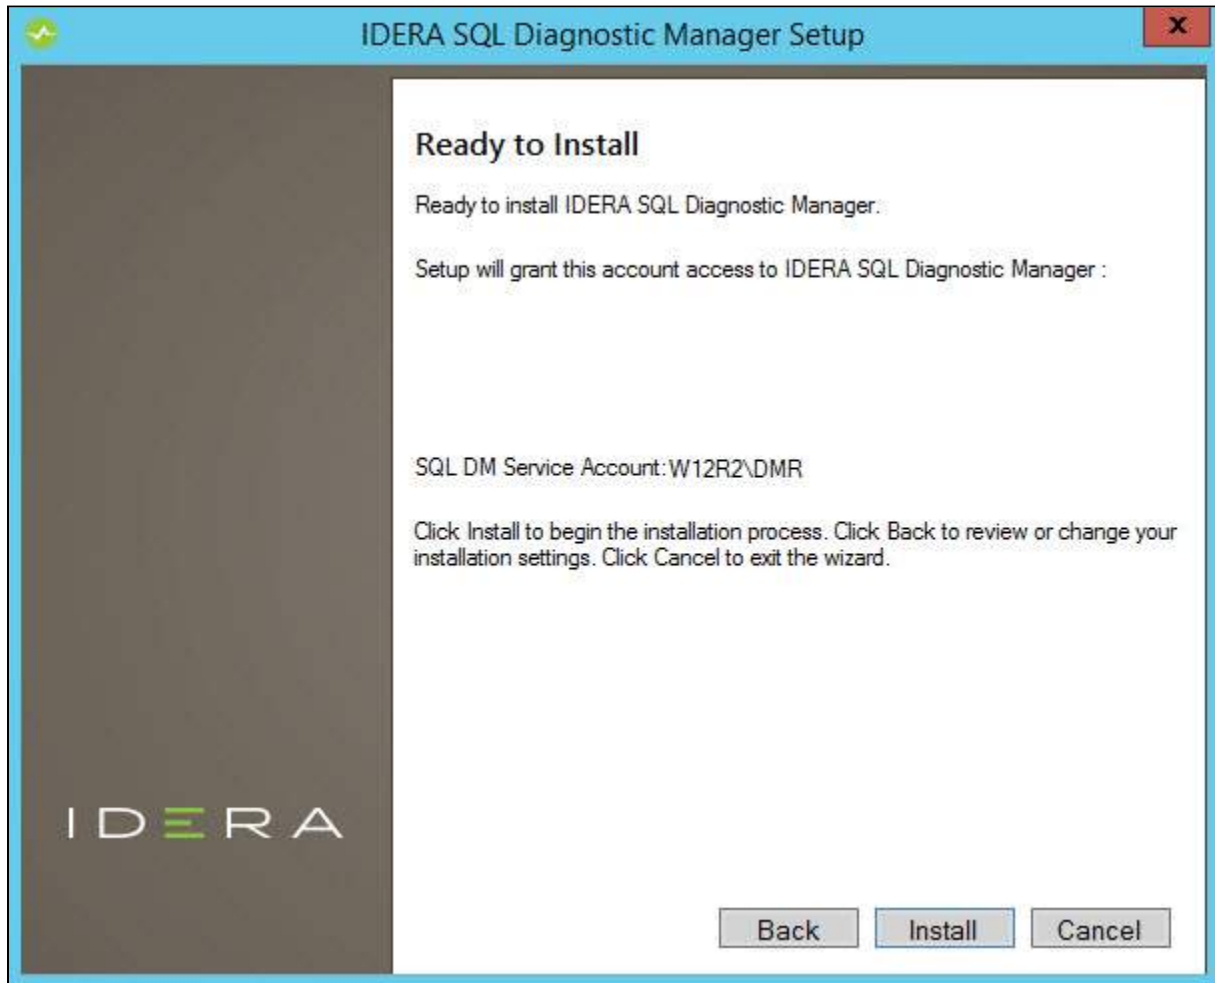 IDERA SQL Diagnostic Manager Setup
x
Ready to Install
Ready to install IDERA SQL Diagnostic Manager.
Setup will grant this account access to IDERA SQL Diagnostic Manager :
SQL DM Service Account: W12R2\DMR
Click Install to begin the installation process. Click Back to review or change your
installation settings. Click Cancel to exit the wizard.
IDERA
Back Install Cancel